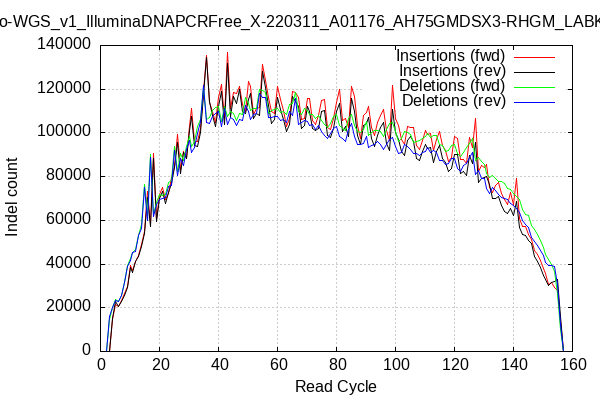 o-WGS_v1_IlluminaDNAPCRFree_X-220311_A01176_AH75GMDSX3-RHGM_LABK
Insertions (fwd)
Insertions (rev)
Deletions (fwd)
Deletions (rev)
Indel count
140000
120000
100000
80000
60000
40000
20000
0
0 20 40 60 80 100 120 140 160
Read Cycle